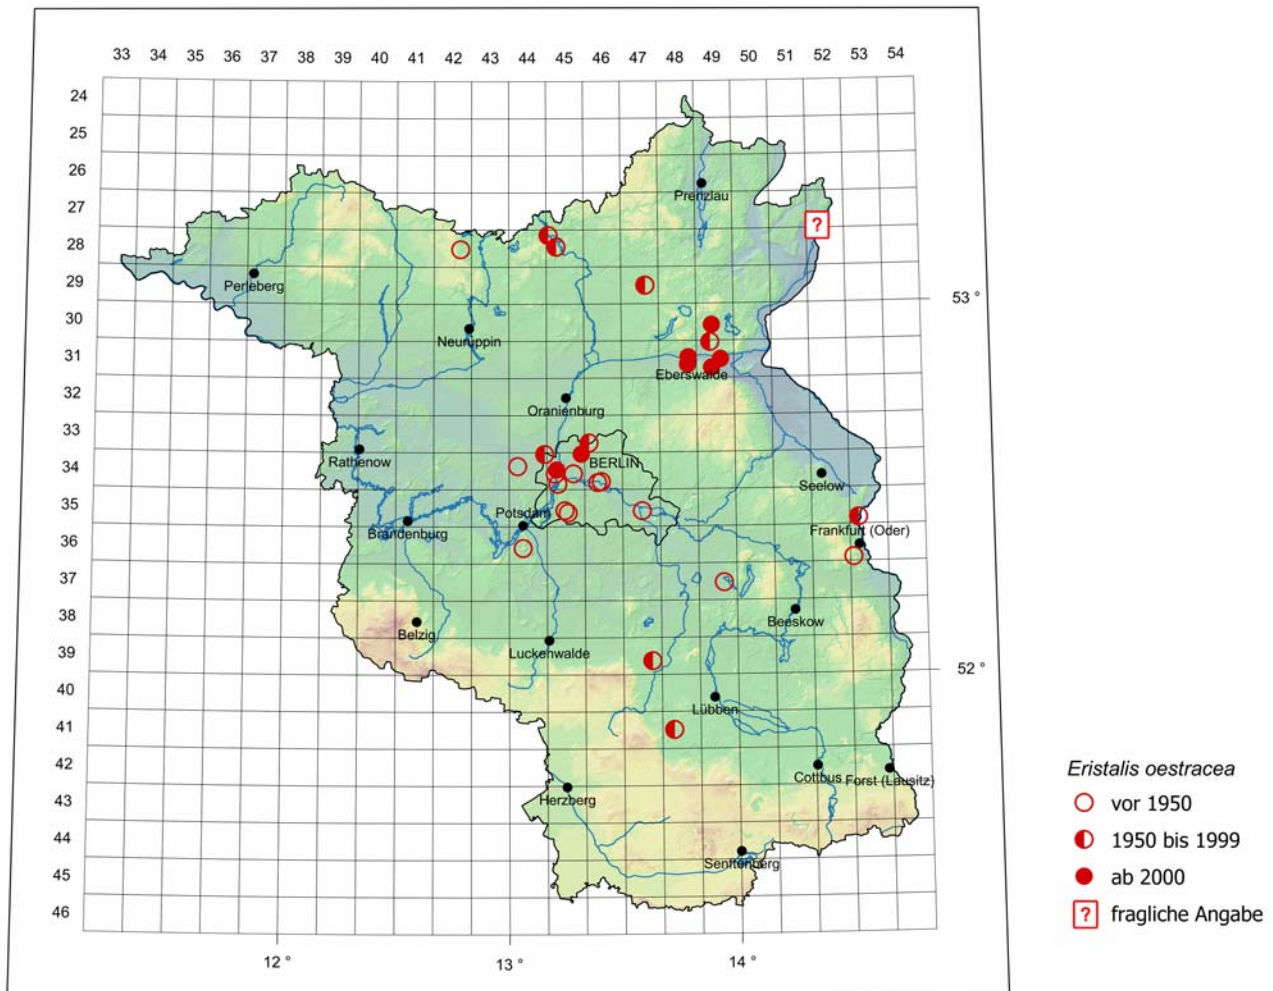 33 34 35 36 37 38 39 40 41 42 43 44 45 46 47 48 49 50 51 52 53 54
24
25
26
27
28
29
30
31
32
33
34
35
36
37
38
39
40
41
42
43
44
45
46
Prenzlau
?
Perleberg
53 °
Neuruppin
Eberswalde
Oranienburg
Rathenow
BERLIN
Seelow
Potsdam
Brandenburg
Frankfurt (Oder)
Beeskow
Belzig
Luckenwalde
52 °
Lübben
Cottbus
Forst (Lausitz)
Herzberg
Senftenberg
12 °
13 °
14 °
Eristalis oestracea
vor 1950
1950 bis 1999
ab 2000
? fragliche Angabe